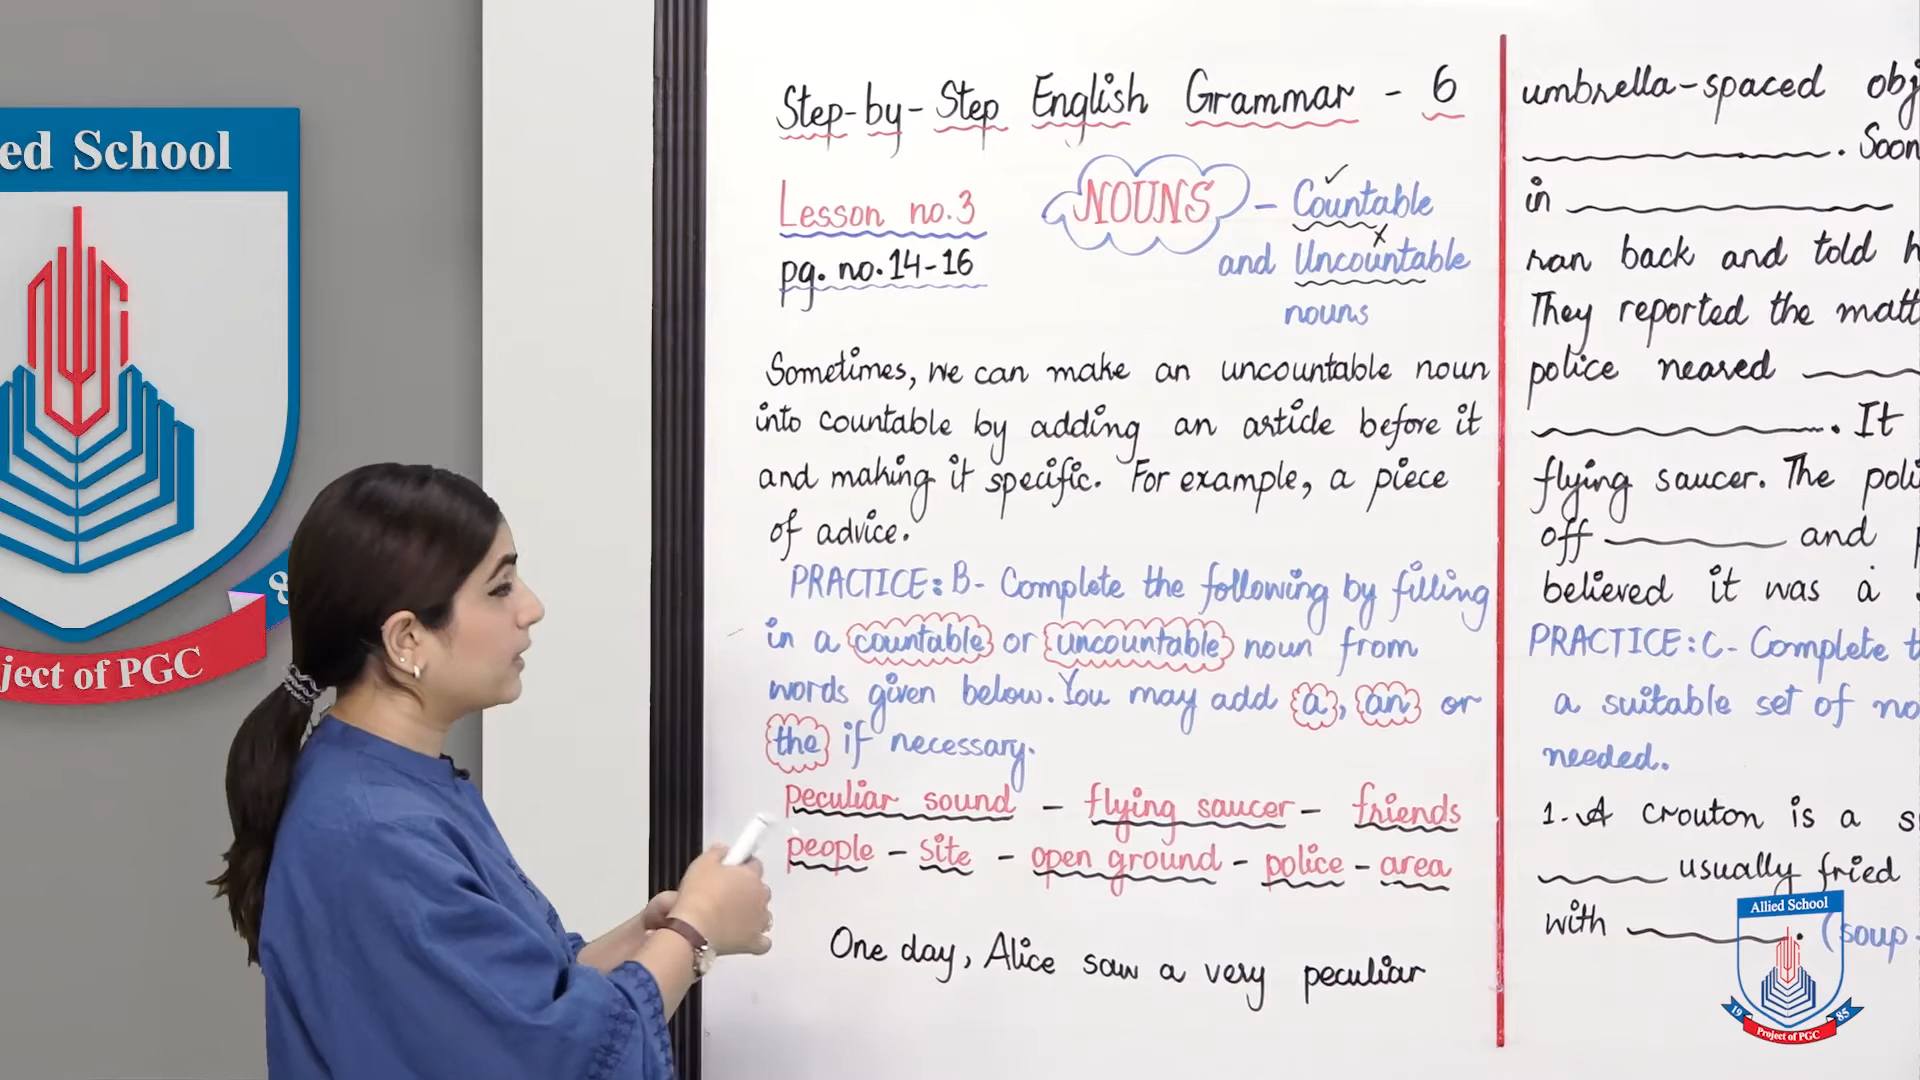 ed School
ject of PGC
Step-by-Step English Grammar - 6
Lesson no.3
pg. no.14-16
NOUNS - Countable
and Uncountable
nouns
Sometimes, we can make an uncountable noun
into countable by adding an article before it
and making it specific. For example, a piece
of advice.
PRACTICE: B- Complete the following by filling
in a countable or uncountable noun from
words given below. You may add a, an or
the if necessary.
peculiar sound - flying saucer - friends
people - site - open ground - police - area
One day, Alice saw a very peculiar
umbrella-spaced obj
. Soon
in
ran back and told h
They reported the matt
police neared
. It
flying saucer. The poli
off and p
believed it was a
PRACTICE: C- Complete t
a suitable set of no
needed.
1. A crouton is a s
usually fried
with . (soup-
Allied School
1985
Project of PGC